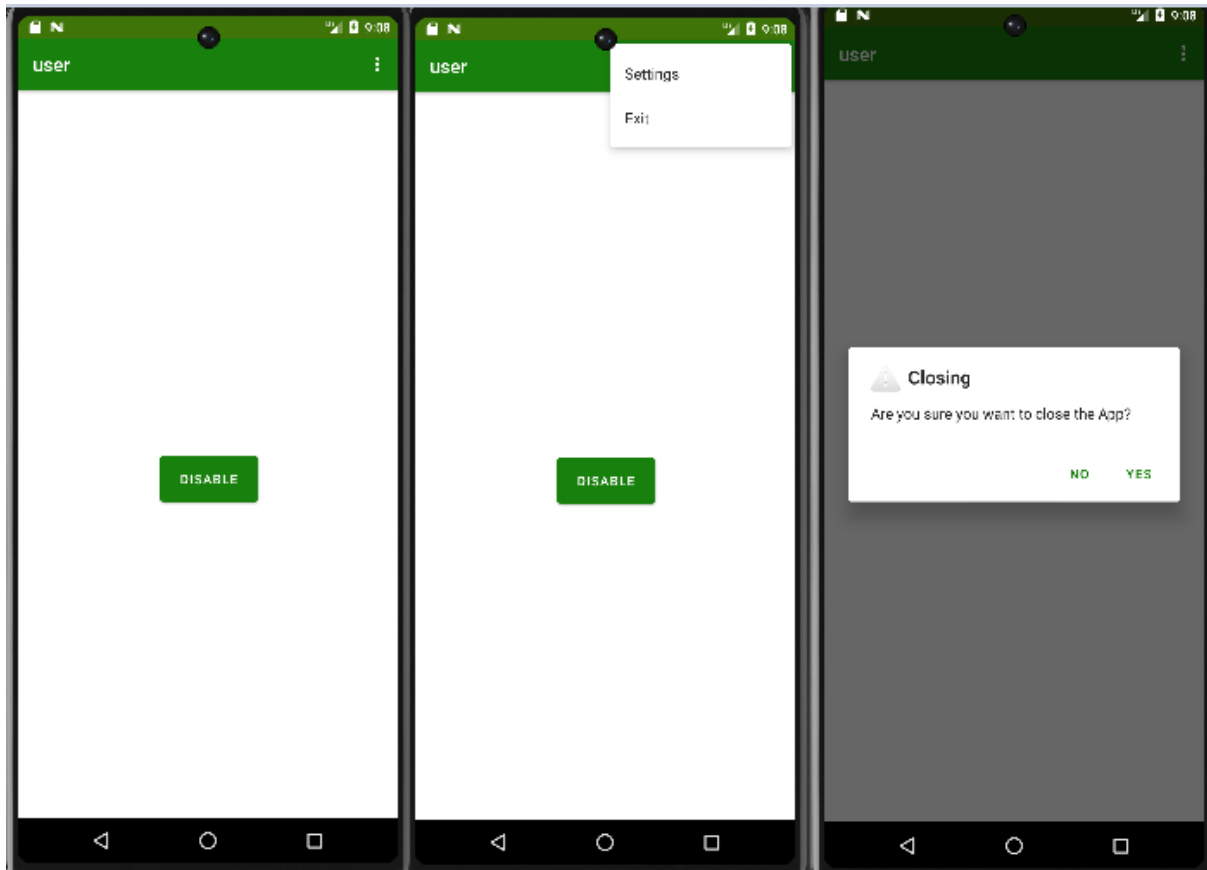 9:08
user
DISABLE
9:08
user
Settings
Exit
DISABLE
9:08
user
Closing
Are you sure you want to close the App?
NO YES